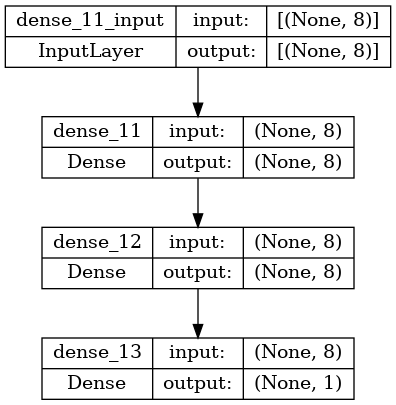 dense_11_input input: [(None, 8)]
InputLayer output: [(None, 8)]
dense_11 input: (None, 8)
Dense output: (None, 8)
dense_12 input: (None, 8)
Dense output: (None, 8)
dense_13 input: (None, 8)
Dense output: (None, 1)